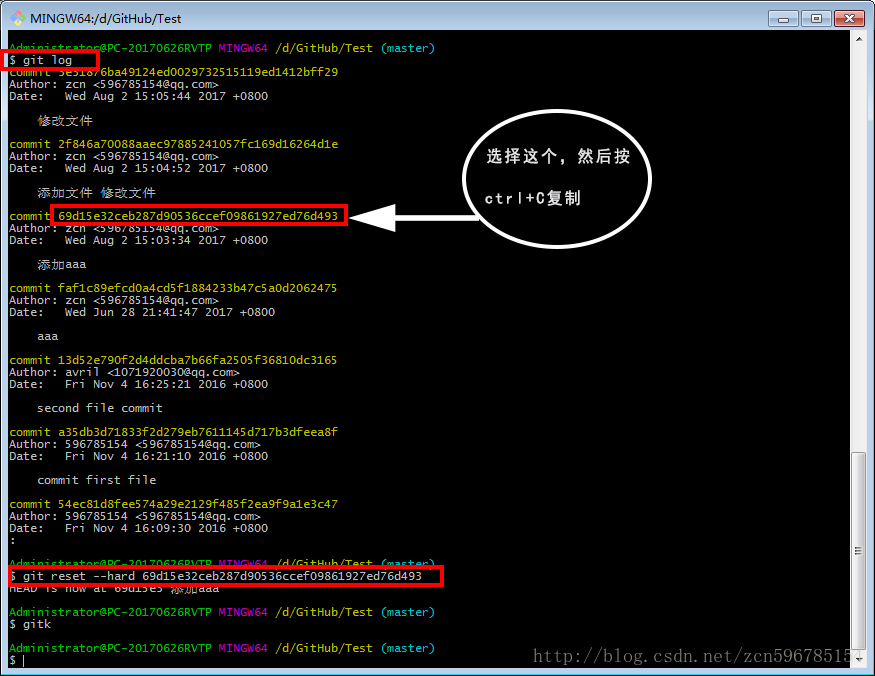 MINGW64:/d/GitHub/Test
Administrator@PC-20170626RVTP MINGW64 /d/GitHub/Test (master)
$ git log
commit 5e51876ba49124ed0029732515119ed1412bff29
Author: zcn <596785154@qq.com>
Date:   Wed Aug 2 15:05:44 2017 +0800
修改文件
commit 2f846a70088aaec97885241057fc169d16264d1e
Author: zcn <596785154@qq.com>
Date:   Wed Aug 2 15:04:52 2017 +0800
添加文件 修改文件
commit 69d15e32ceb287d90536ccef09861927ed76d493
Author: zcn <596785154@qq.com>
Date:   Wed Aug 2 15:03:34 2017 +0800
添加aaa
commit faf1c89efcd0a4cd5f1884233b47c5a0d2062475
Author: zcn <596785154@qq.com>
Date:   Wed Jun 28 21:41:47 2017 +0800
aaa
commit 13d52e790f2d4ddcba7b66fa2505f36810dc3165
Author: avril <1071920030@qq.com>
Date:   Fri Nov 4 16:25:21 2016 +0800
second file commit
commit a35db3d71833f2d279eb7611145d717b3dfeea8f
Author: 596785154 <596785154@qq.com>
Date:   Fri Nov 4 16:21:10 2016 +0800
commit first file
commit 54ec81d8fee574a29e2129f485f2ea9f9a1e3c47
Author: 596785154 <596785154@qq.com>
Date:   Fri Nov 4 16:09:30 2016 +0800
:
Administrator@PC-20170626RVTP MINGW64 /d/GitHub/Test (master)
$ git reset --hard 69d15e32ceb287d90536ccef09861927ed76d493
HEAD is now at 69d15e3 添加aaa
Administrator@PC-20170626RVTP MINGW64 /d/GitHub/Test (master)
$ gitk
Administrator@PC-20170626RVTP MINGW64 /d/GitHub/Test (master)
$
选择这个，然后按
ctrl+C复制
http://blog.csdn.net/zcn596785154